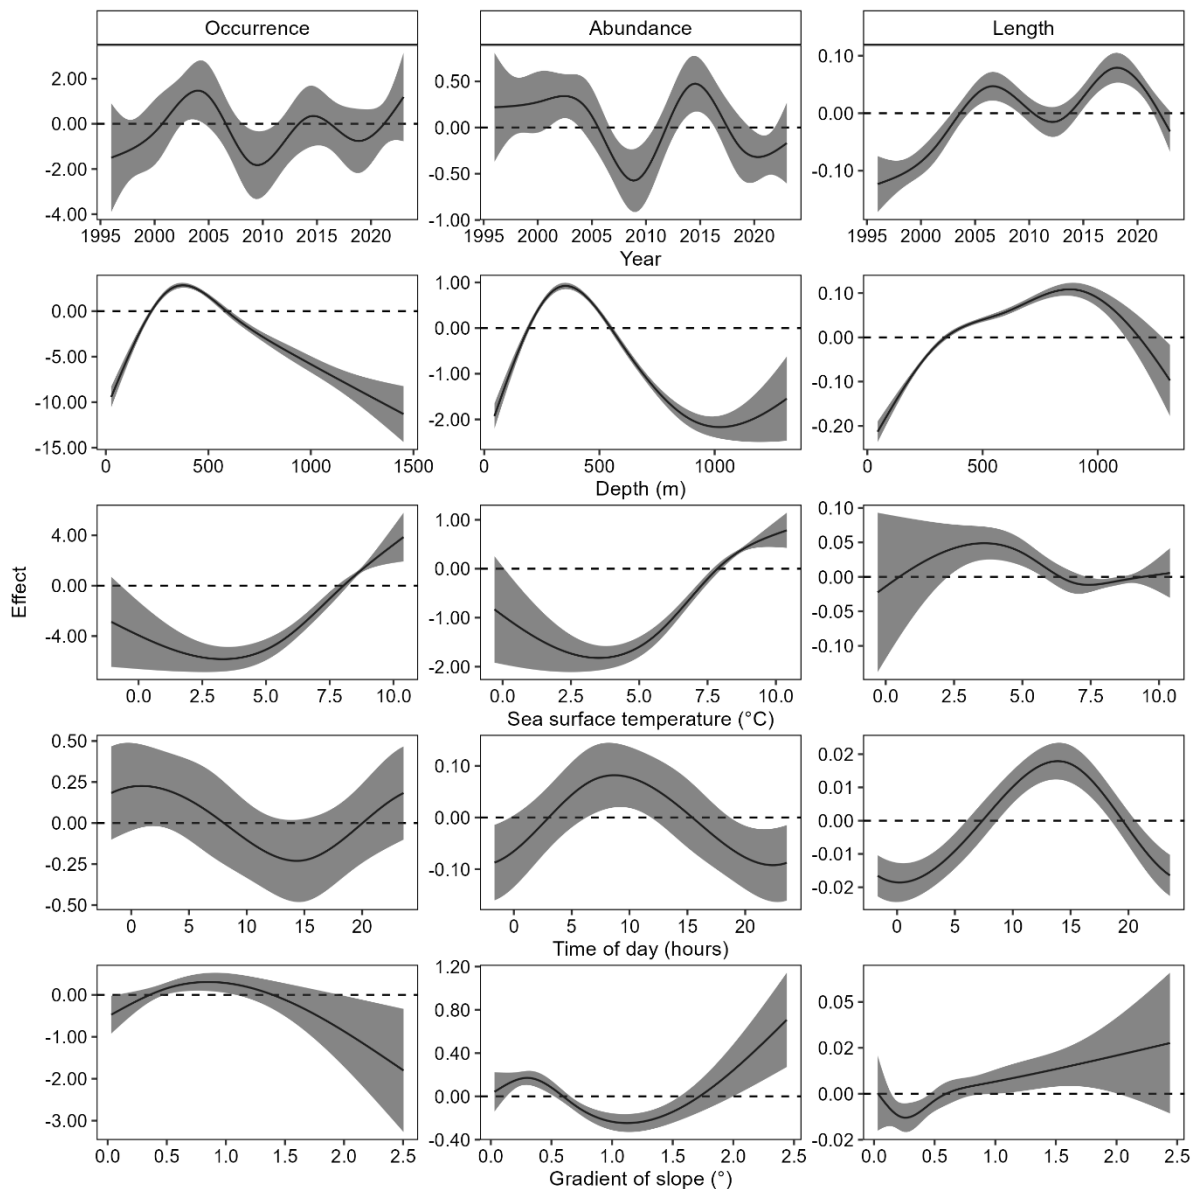 Occurrence Abundance Length
2.00 0.00 -2.00 -4.00
0.50 0.00 -0.50 -1.00
0.10 0.00 -0.10
1995 2000 2005 2010 2015 2020 1995 2000 2005 2010 2015 2020 1995 2000 2005 2010 2015 2020
Year
0.00 -5.00 -10.00 -15.00
1.00 0.00 -1.00 -2.00
0.10 0.00 -0.10 -0.20
0 500 1000 1500 0 500 1000 0 500 1000
Depth (m)
Effect
4.00 0.00 -4.00
1.00 0.00 -1.00 -2.00
0.10 0.05 0.00 -0.05 -0.10
0.0 2.5 5.0 7.5 10.0 0.0 2.5 5.0 7.5 10.0 0.0 2.5 5.0 7.5 10.0
Sea surface temperature (°C)
0.50 0.25 0.00 -0.25 -0.50
0.10 0.00 -0.10
0.02 0.01 0.00 -0.01 -0.02
0 5 10 15 20 0 5 10 15 20 0 5 10 15 20
Time of day (hours)
0.00 -1.00 -2.00 -3.00
1.20 0.80 0.40 0.00 -0.40
0.05 0.02 0.00 -0.02
0.0 0.5 1.0 1.5 2.0 2.5 0.0 0.5 1.0 1.5 2.0 2.5 0.0 0.5 1.0 1.5 2.0 2.5
Gradient of slope (°)